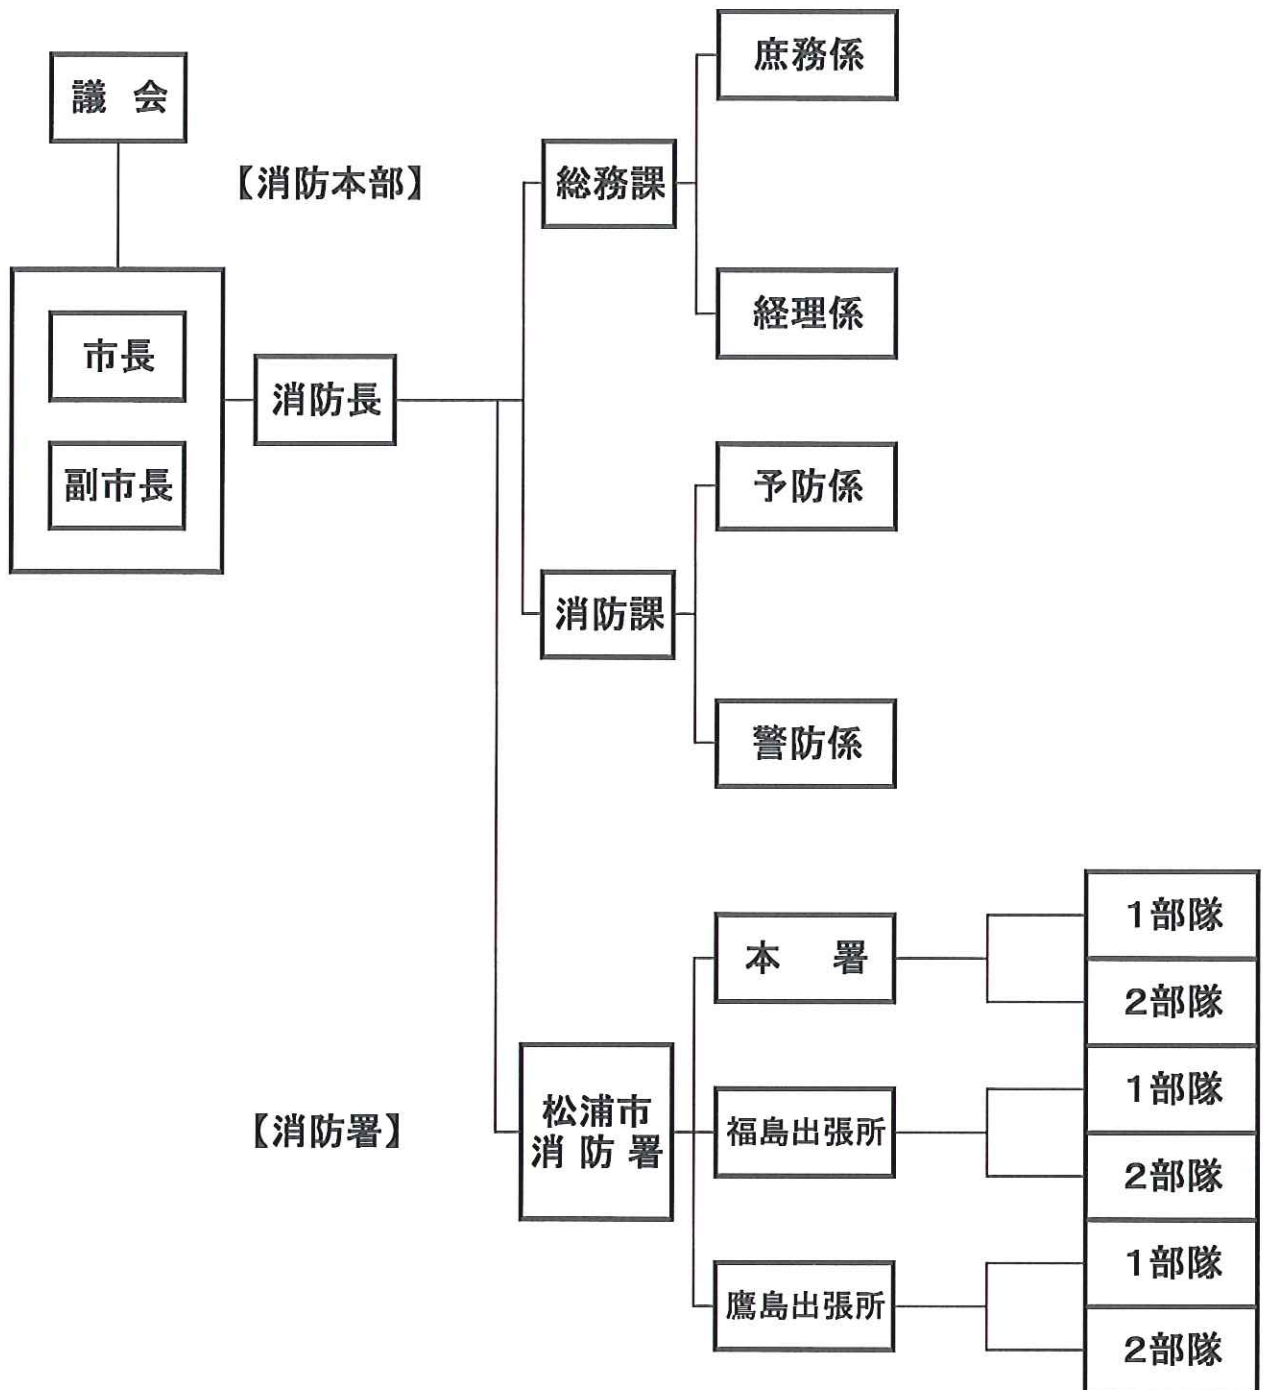 議 会
【消防本部】
市長
副市長
消防長
総務課
庶務係
経理係
消防課
予防係
警防係
【消防署】
松浦市
消 防 署
本 署
1部隊
2部隊
福島出張所
1部隊
2部隊
鷹島出張所
1部隊
2部隊